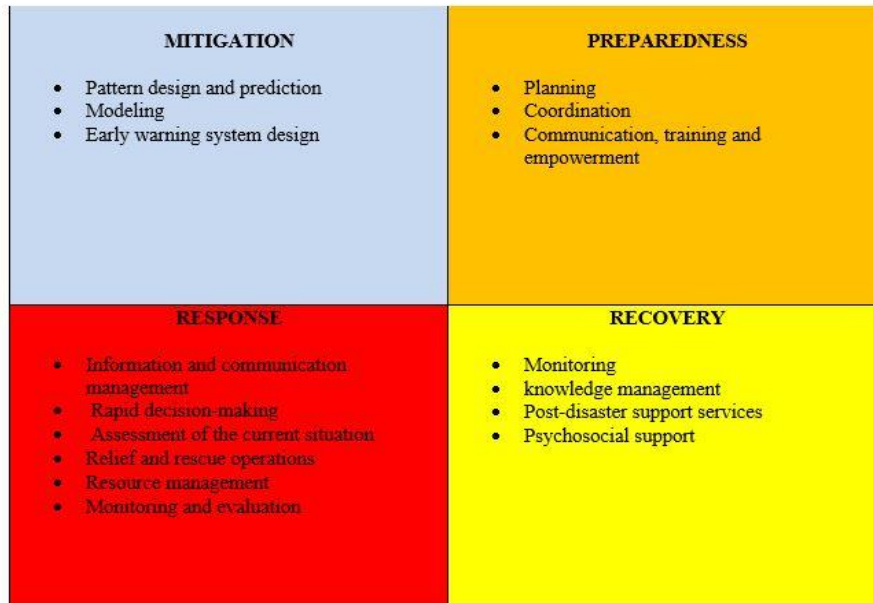 MITIGATION
• Pattern design and prediction
• Modeling
• Early warning system design
PREPAREDNESS
• Planning
• Coordination
• Communication, training and
empowerment
RESPONSE
• Information and communication
management
• Rapid decision-making
• Assessment of the current situation
• Relief and rescue operations
• Resource management
• Monitoring and evaluation
RECOVERY
• Monitoring
• knowledge management
• Post-disaster support services
• Psychosocial support